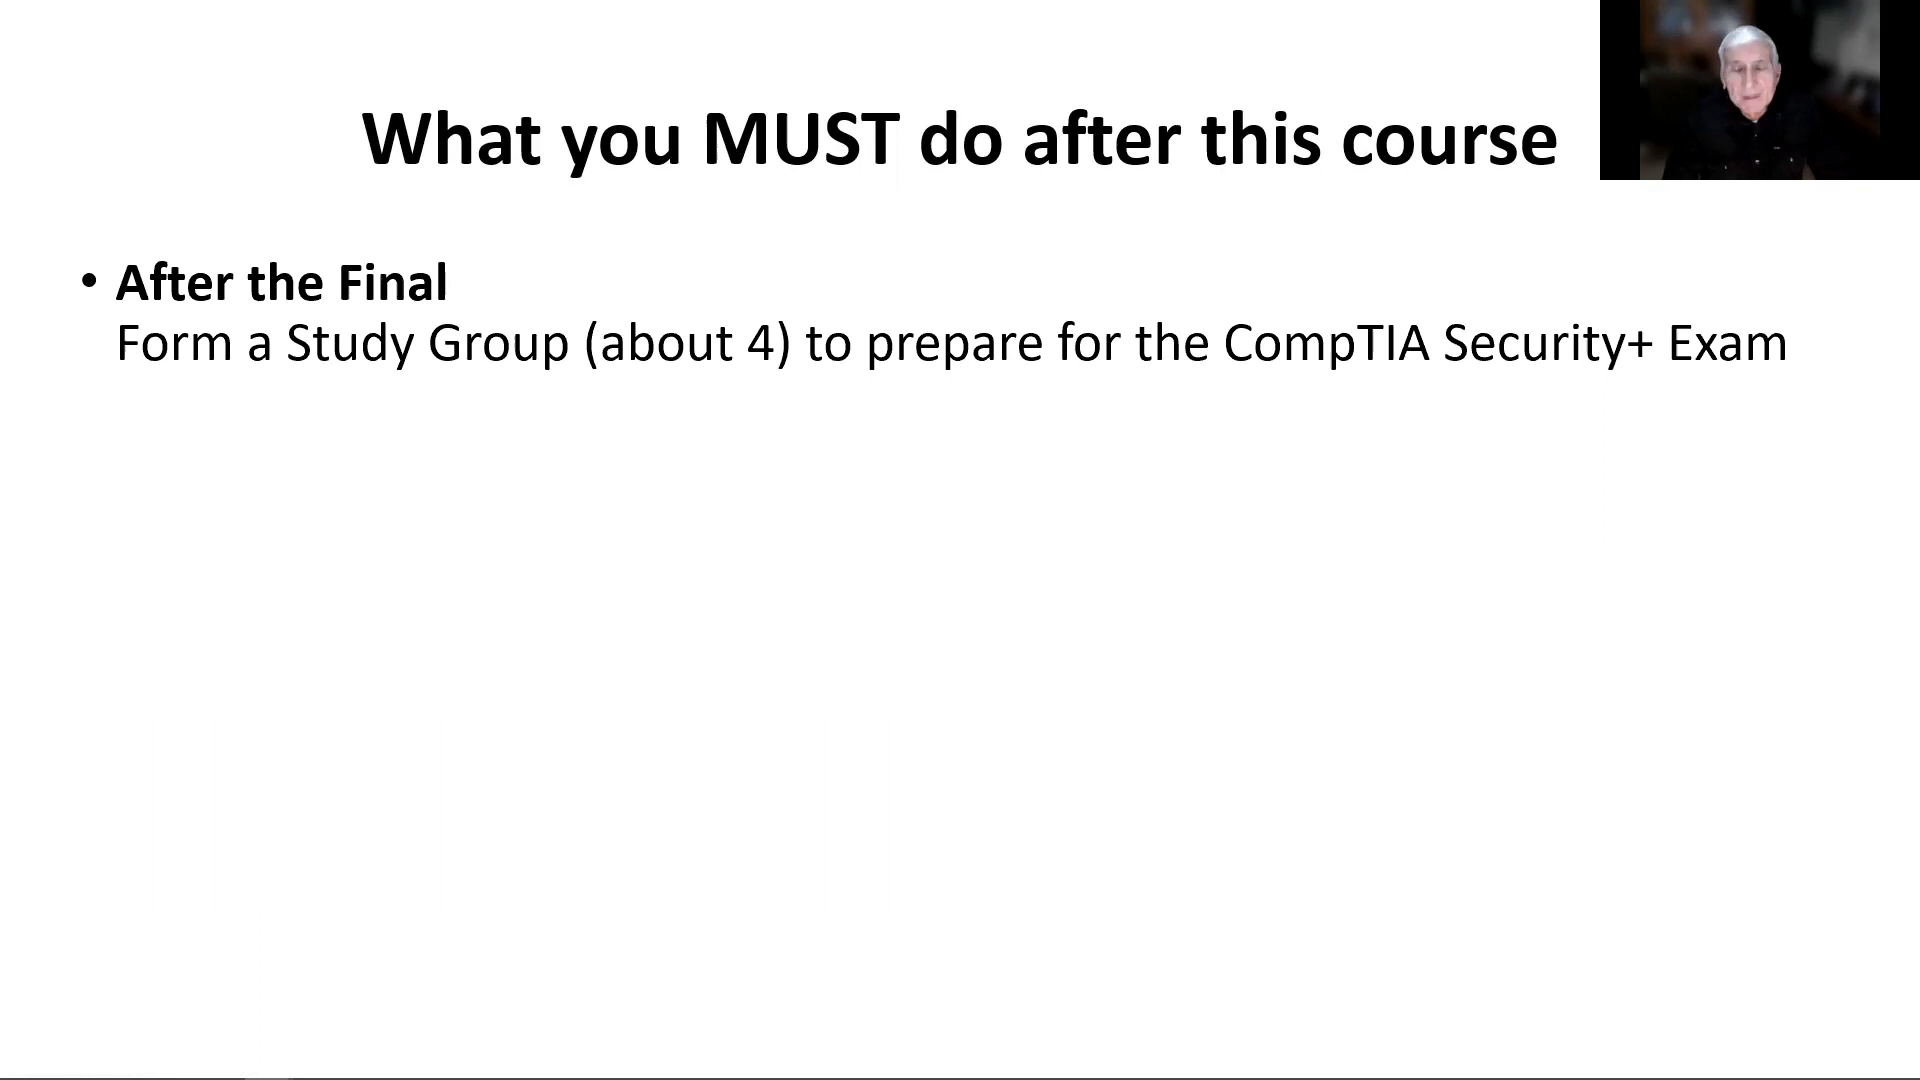 What you MUST do after this course
• After the Final
Form a Study Group (about 4) to prepare for the CompTIA Security+ Exam